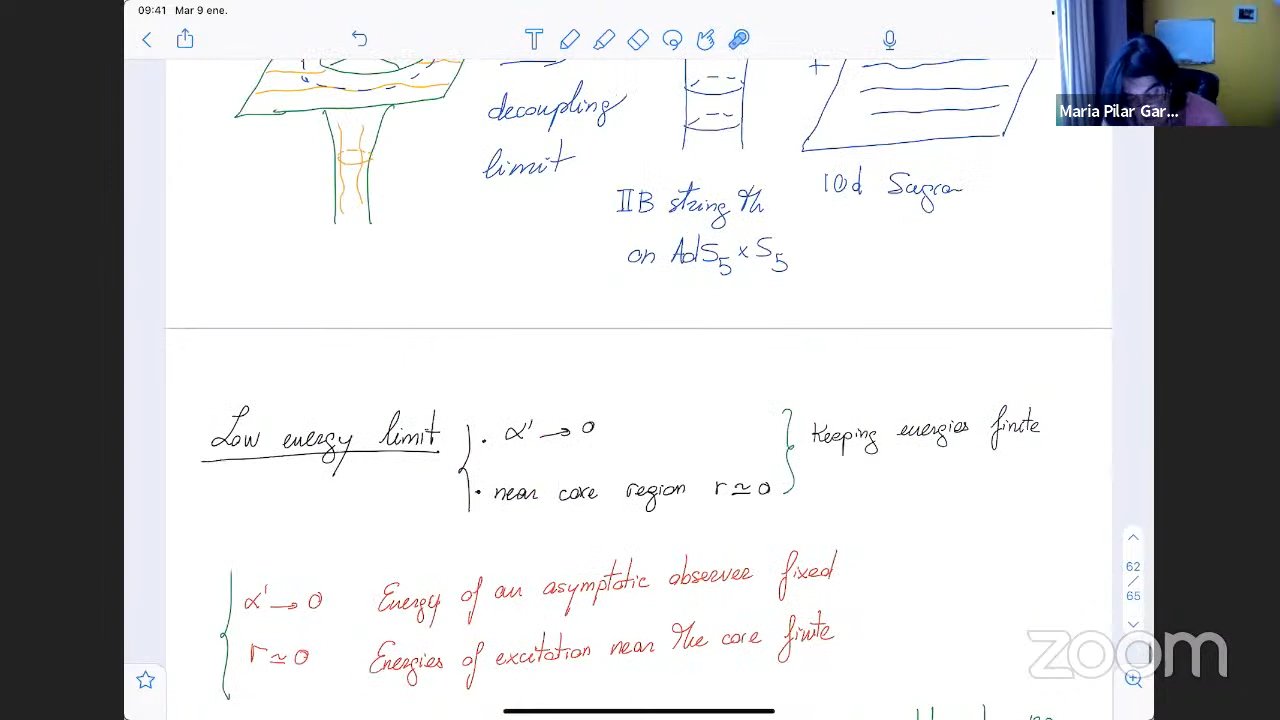 09:41 Mar 9 ene.
T
Maria Pilar Gar...
decoupling
limit
+
10d Sugra
IIB string th
on AdS5 x S5
Low energy limit
· α' → 0
· near core region r ≃ 0
Keeping energies finite
α' → 0 Energy of an asymptotic observer fixed
r ≃ 0 Energies of excitation near the core finite
62
/
65
zoom